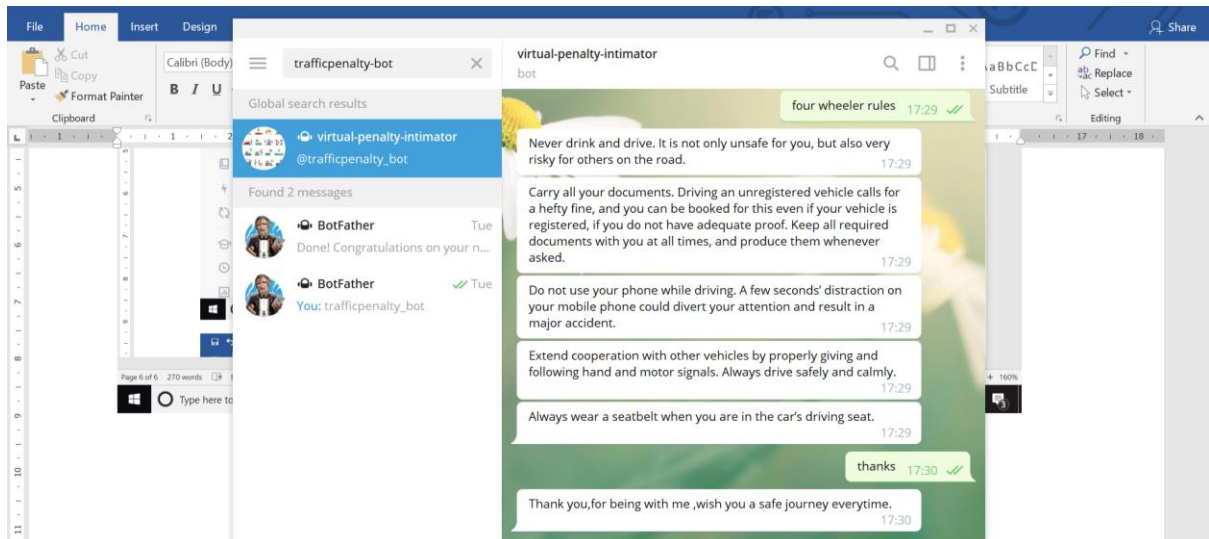 File Home Insert Design Share
Cut
Copy
Format Painter
Paste
Clipboard
Calibri (Body)
B I U
trafficpenalty-bot
Global search results
virtual-penalty-intimator
@trafficpenalty_bot
Found 2 messages
BotFather Tue
Done! Congratulations on your n...
BotFather Tue
You: trafficpenalty_bot
virtual-penalty-intimator
bot
four wheeler rules 17:29
Never drink and drive. It is not only unsafe for you, but also very
risky for others on the road.
17:29
Carry all your documents. Driving an unregistered vehicle calls for
a hefty fine, and you can be booked for this even if your vehicle is
registered, if you do not have adequate proof. Keep all required
documents with you at all times, and produce them whenever
asked.
17:29
Do not use your phone while driving. A few seconds’ distraction on
your mobile phone could divert your attention and result in a
major accident.
17:29
Extend cooperation with other vehicles by properly giving and
following hand and motor signals. Always drive safely and calmly.
17:29
Always wear a seatbelt when you are in the car’s driving seat.
17:29
thanks 17:30
Thank you,for being with me ,wish you a safe journey everytime.
17:30
aBbCcC
Subtitle
Find
Replace
Select
Editing
17 18
Page 6 of 6 270 words
Type here to
+ 160%